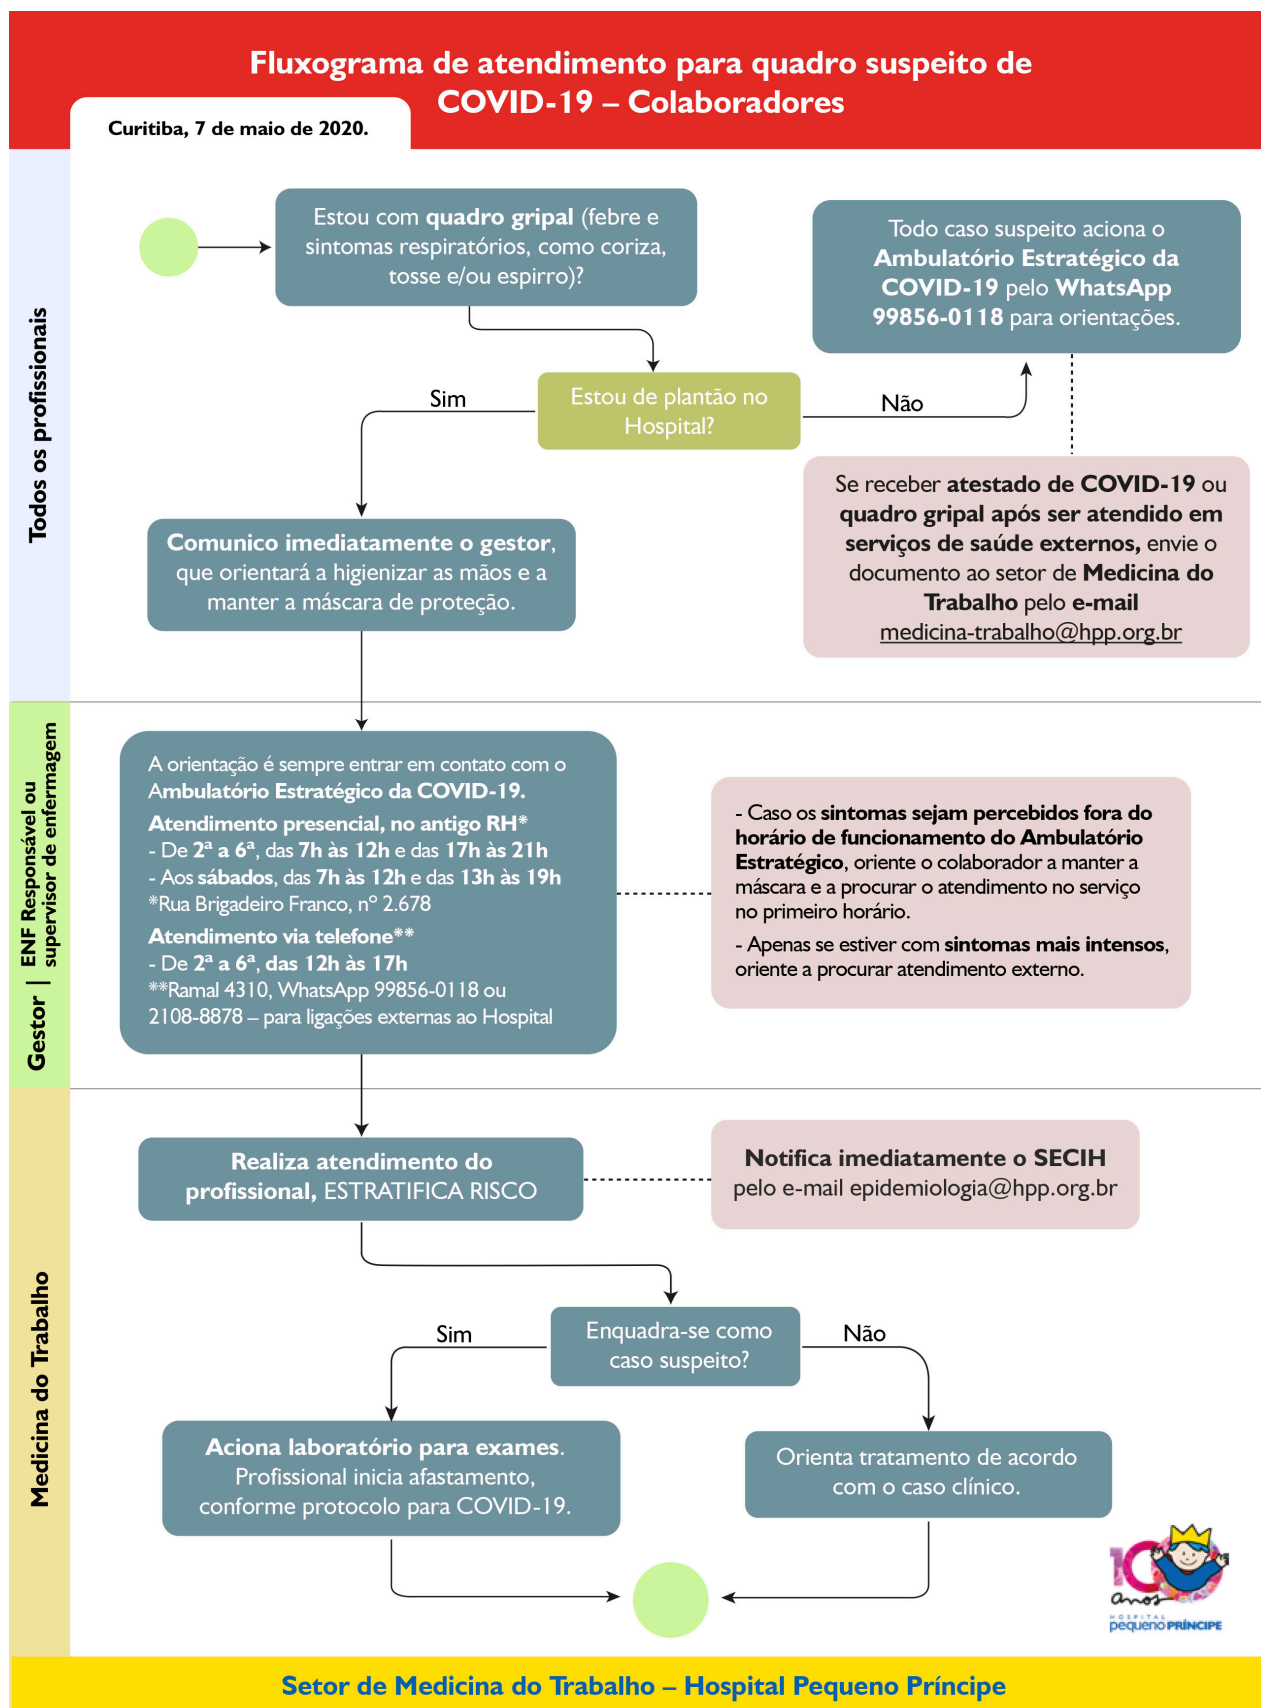 Fluxograma de atendimento para quadro suspeito de
COVID-19 – Colaboradores
Curitiba, 7 de maio de 2020.
Todos os profissionais
Estou com quadro gripal (febre e
sintomas respiratórios, como coriza,
tosse e/ou espirro)?
Todo caso suspeito aciona o
Ambulatório Estratégico da
COVID-19 pelo WhatsApp
99856-0118 para orientações.
Estou de plantão no
Hospital?
Sim
Não
Se receber atestado de COVID-19 ou
quadro gripal após ser atendido em
serviços de saúde externos, envie o
documento ao setor de Medicina do
Trabalho pelo e-mail
medicina-trabalho@hpp.org.br
Comunico imediatamente o gestor,
que orientará a higienizar as mãos e a
manter a máscara de proteção.
Gestor | ENF Responsável ou
supervisor de enfermagem
A orientação é sempre entrar em contato com o
Ambulatório Estratégico da COVID-19.
Atendimento presencial, no antigo RH*
- De 2ª a 6ª, das 7h às 12h e das 17h às 21h
- Aos sábados, das 7h às 12h e das 13h às 19h
*Rua Brigadeiro Franco, nº 2.678
Atendimento via telefone**
- De 2ª a 6ª, das 12h às 17h
**Ramal 4310, WhatsApp 99856-0118 ou
2108-8878 – para ligações externas ao Hospital
- Caso os sintomas sejam percebidos fora do
horário de funcionamento do Ambulatório
Estratégico, oriente o colaborador a manter a
máscara e a procurar o atendimento no serviço
no primeiro horário.
- Apenas se estiver com sintomas mais intensos,
oriente a procurar atendimento externo.
Medicina do Trabalho
Realiza atendimento do
profissional, ESTRATIFICA RISCO
Notifica imediatamente o SECIH
pelo e-mail epidemiologia@hpp.org.br
Enquadra-se como
caso suspeito?
Sim
Não
Aciona laboratório para exames.
Profissional inicia afastamento,
conforme protocolo para COVID-19.
Orienta tratamento de acordo
com o caso clínico.
100
anos
HOSPITAL
pequeno PRÍNCIPE
Setor de Medicina do Trabalho – Hospital Pequeno Príncipe